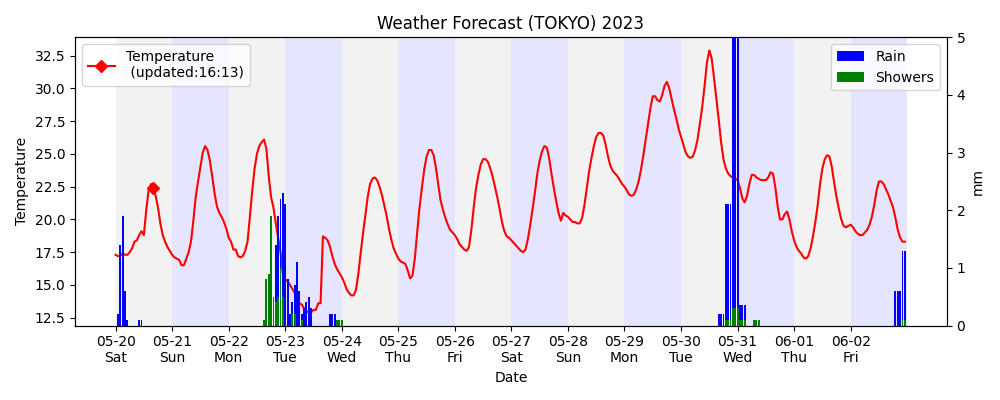 Weather Forecast (TOKYO) 2023
Temperature
(updated:16:13)
Rain
Showers
Temperature
32.5
30.0
27.5
25.0
22.5
20.0
17.5
15.0
12.5
5
4
3
2
1
0
mm
05-20 05-21 05-22 05-23 05-24 05-25 05-26 05-27 05-28 05-29 05-30 05-31 06-01 06-02
Sat Sun Mon Tue Wed Thu Fri Sat Sun Mon Tue Wed Thu Fri
Date